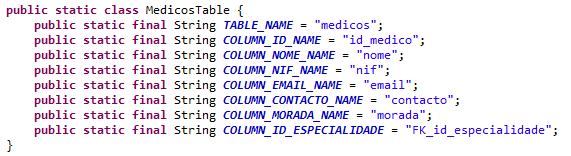 public static class MedicosTable {
    public static final String TABLE_NAME = "medicos";
    public static final String COLUMN_ID_NAME = "id_medico";
    public static final String COLUMN_NOME_NAME = "nome";
    public static final String COLUMN_NIF_NAME = "nif";
    public static final String COLUMN_EMAIL_NAME = "email";
    public static final String COLUMN_CONTACTO_NAME = "contacto";
    public static final String COLUMN_MORADA_NAME = "morada";
    public static final String COLUMN_ID_ESPECIALIDADE = "FK_id_especialidade";
}